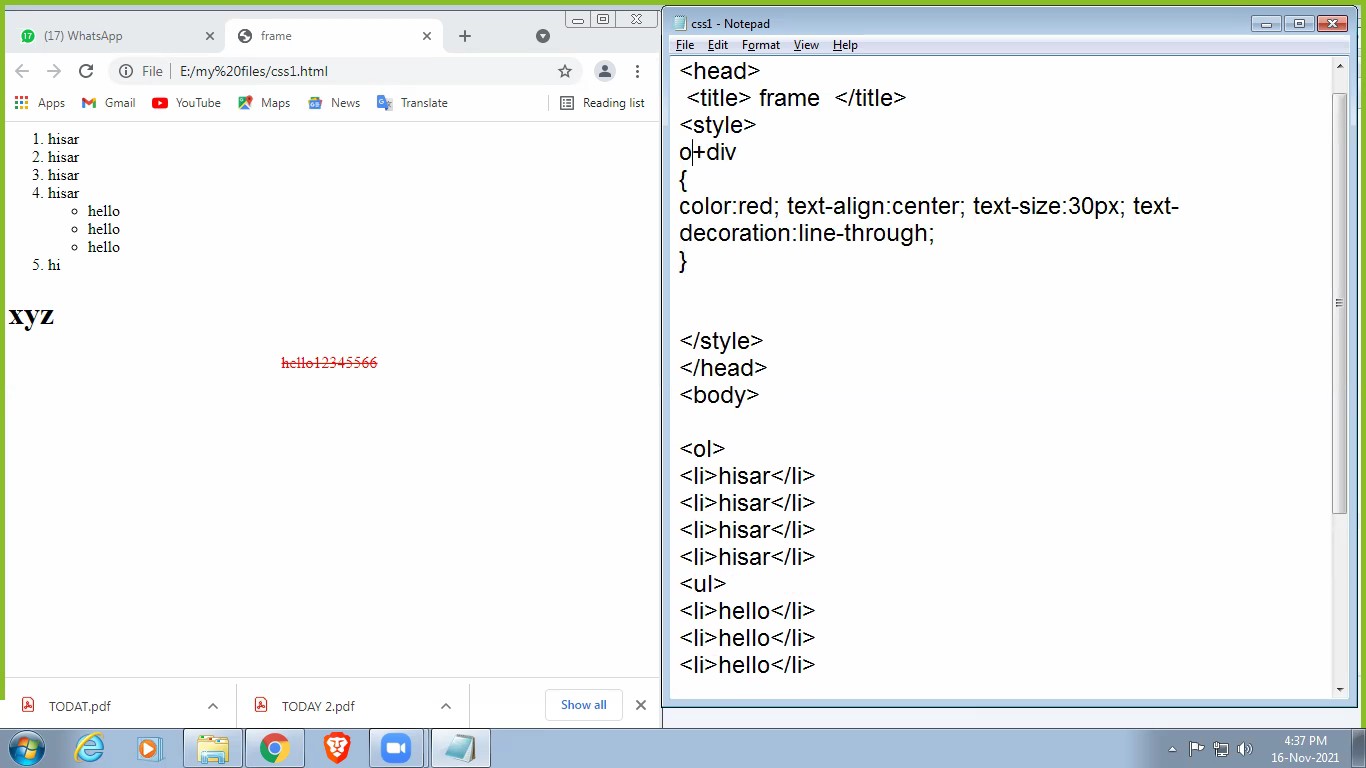 (17) WhatsApp
frame
File
E:/my%20files/css1.html
Apps
Gmail
YouTube
Maps
News
Translate
Reading list
1. hisar
2. hisar
3. hisar
4. hisar
hello
hello
hello
5. hi
xyz
hello12345566
TODAT.pdf
TODAY 2.pdf
Show all
css1 - Notepad
File Edit Format View Help
<head>
<title> frame </title>
<style>
o+div
{
color:red; text-align:center; text-size:30px; text-
decoration:line-through;
}
</style>
</head>
<body>
<ol>
<li>hisar</li>
<li>hisar</li>
<li>hisar</li>
<li>hisar</li>
<ul>
<li>hello</li>
<li>hello</li>
<li>hello</li>
4:37 PM
16-Nov-2021